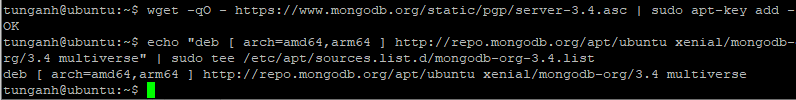 tunganh@ubuntu:~$ wget -qO - https://www.mongodb.org/static/pgp/server-3.4.asc | sudo apt-key add -
OK
tunganh@ubuntu:~$ echo "deb [ arch=amd64,arm64 ] http://repo.mongodb.org/apt/ubuntu xenial/mongodb-o
rg/3.4 multiverse" | sudo tee /etc/apt/sources.list.d/mongodb-org-3.4.list
deb [ arch=amd64,arm64 ] http://repo.mongodb.org/apt/ubuntu xenial/mongodb-org/3.4 multiverse
tunganh@ubuntu:~$